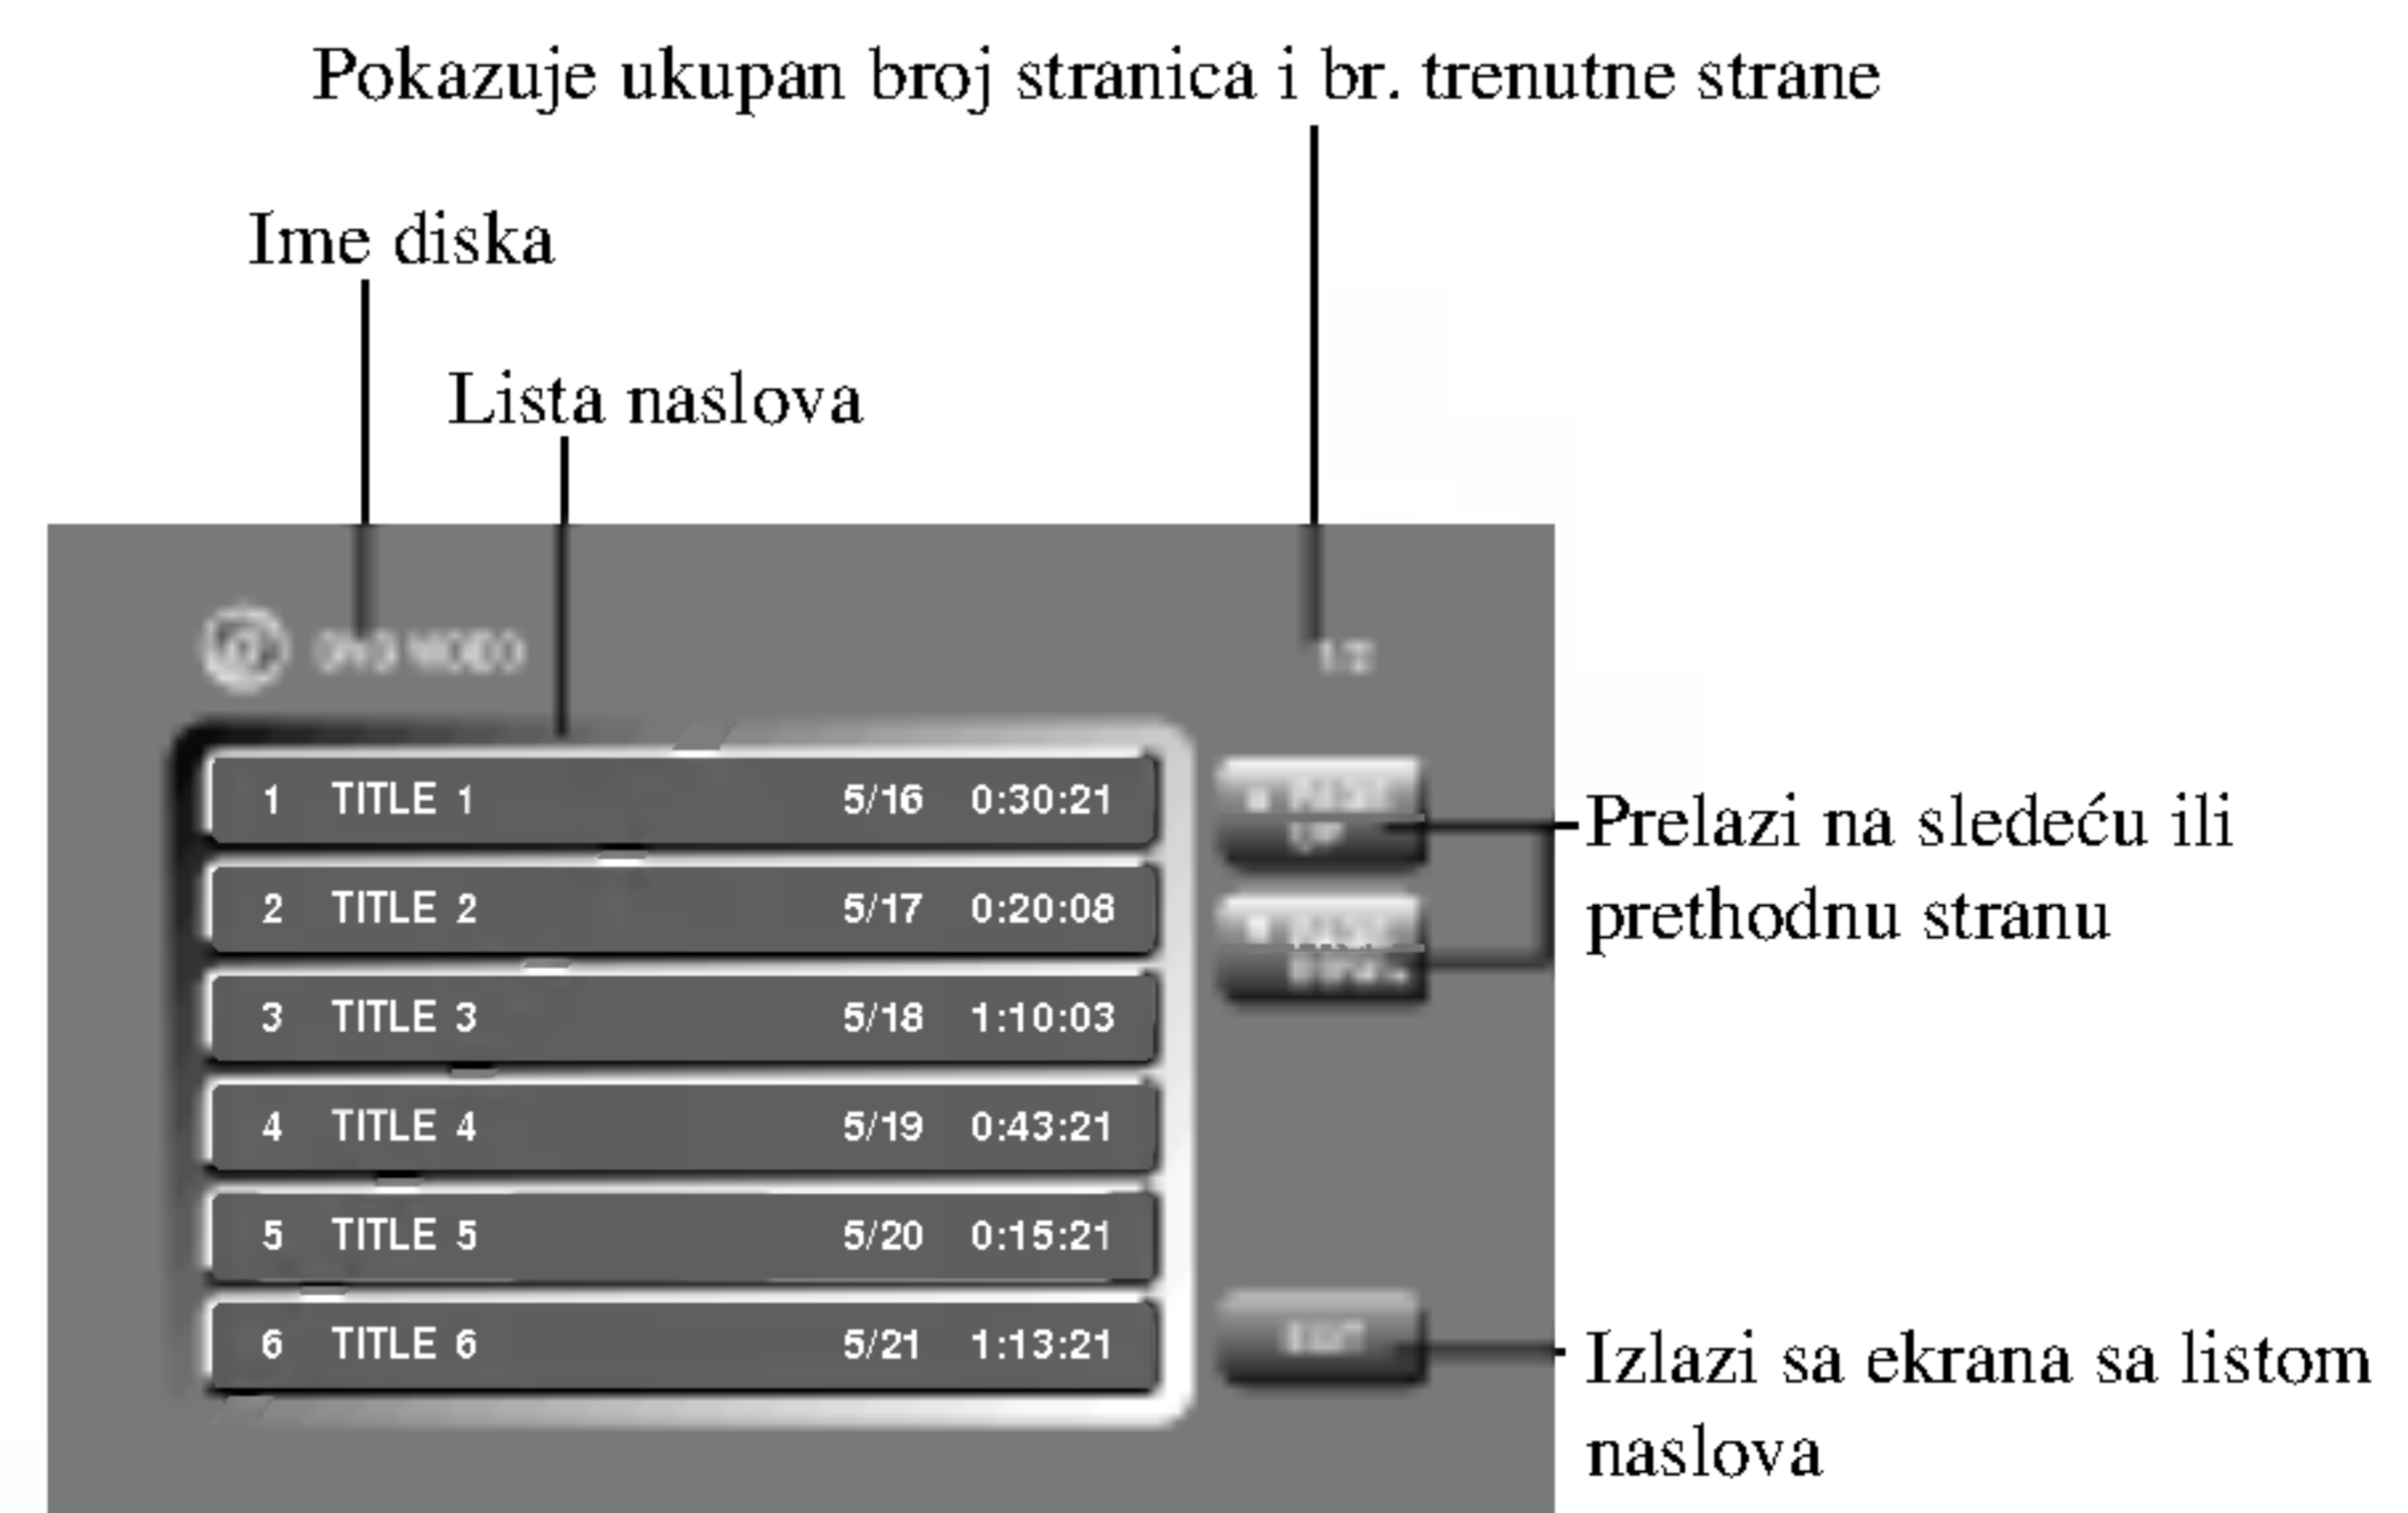 Pokazuje ukupan broj stranica i br. trenutne strane
Ime diska
Lista naslova
1 TITLE 1 5/16 0:30:21
2 TITLE 2 5/17 0:20:08
3 TITLE 3 5/18 1:10:03
4 TITLE 4 5/19 0:43:21
5 TITLE 5 5/20 0:15:21
6 TITLE 6 5/21 1:13:21
Prelazi na sledeću ili
prethodnu stranu
Izlazi sa ekrana sa listom
naslova